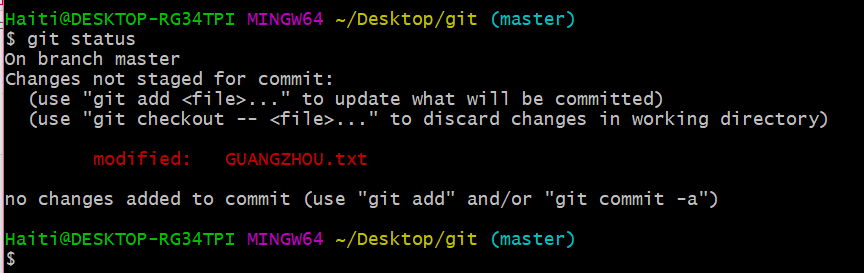 Haiti@DESKTOP-RG34TPI MINGW64 ~/Desktop/git (master)
$ git status
On branch master
Changes not staged for commit:
  (use "git add <file>..." to update what will be committed)
  (use "git checkout -- <file>..." to discard changes in working directory)

        modified:   GUANGZHOU.txt

no changes added to commit (use "git add" and/or "git commit -a")

Haiti@DESKTOP-RG34TPI MINGW64 ~/Desktop/git (master)
$